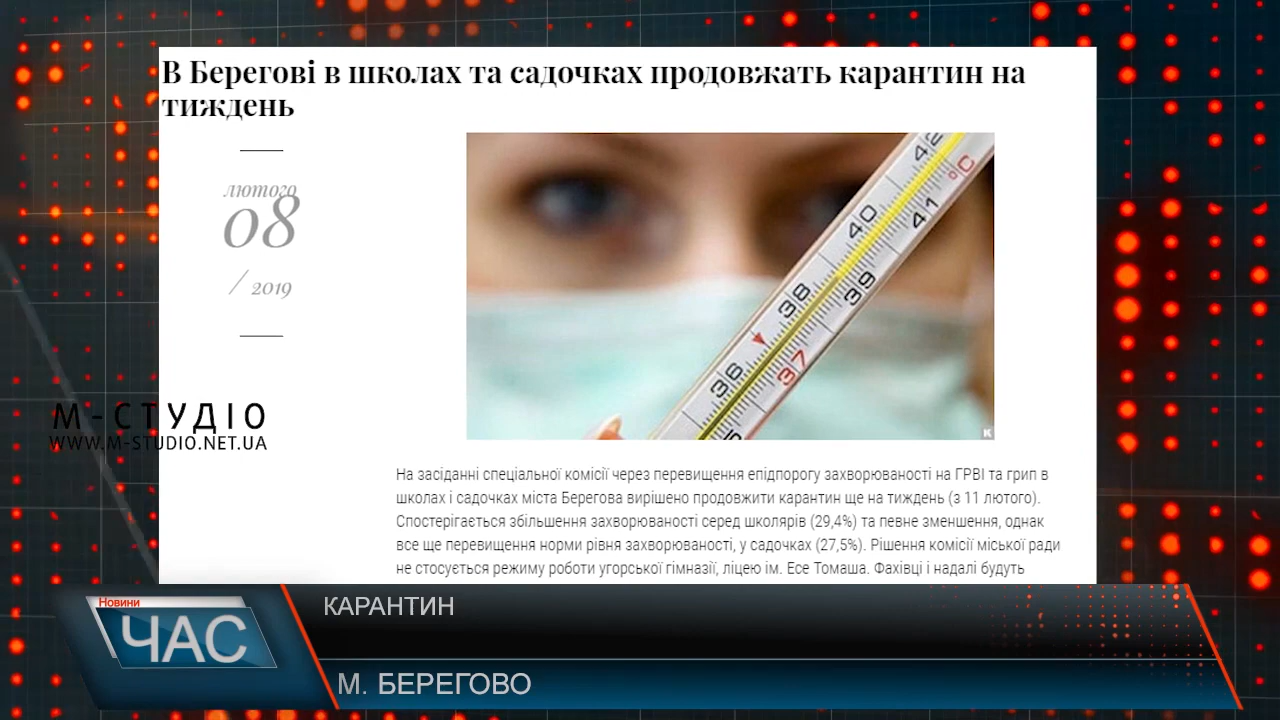 В Берегові в школах та садочках продовжать карантин на
тиждень
лютого
08
/ 2019
42
°C
41
40
39
38
37
36
К
М-СТУДІО
WWW.M-STUDIO.NET.UA
На засіданні спеціальної комісії через перевищення епідпорогу захворюваності на ГРВІ та грип в
школах і садочках міста Берегова вирішено продовжити карантин ще на тиждень (з 11 лютого).
Спостерігається збільшення захворюваності серед школярів (29,4%) та певне зменшення, однак
все ще перевищення норми рівня захворюваності, у садочках (27,5%). Рішення комісії міської ради
не стосується режиму роботи угорської гімназії, ліцею ім. Есе Томаша. Фахівці і надалі будуть
Новини
ЧАС
КАРАНТИН
М. БЕРЕГОВО